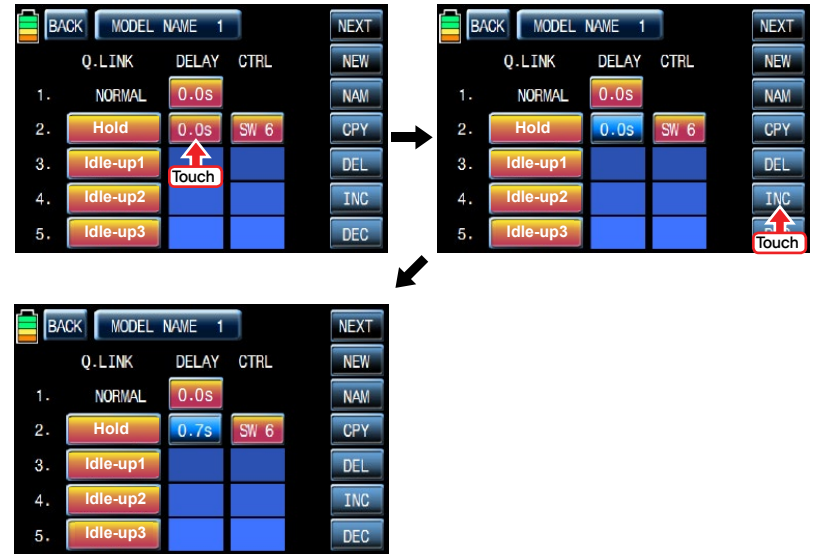 BACK MODEL NAME 1 NEXT
Q.LINK DELAY CTRL NEW
1. NORMAL 0.0s NAM
2. Hold 0.0s SW 6 CPY
3. Idle-up1 Touch DEL
4. Idle-up2 INC
5. Idle-up3 DEC
BACK MODEL NAME 1 NEXT
Q.LINK DELAY CTRL NEW
1. NORMAL 0.0s NAM
2. Hold 0.0s SW 6 CPY
3. Idle-up1 DEL
4. Idle-up2 INC
5. Idle-up3 Touch
BACK MODEL NAME 1 NEXT
Q.LINK DELAY CTRL NEW
1. NORMAL 0.0s NAM
2. Hold 0.7s SW 6 CPY
3. Idle-up1 DEL
4. Idle-up2 INC
5. Idle-up3 DEC